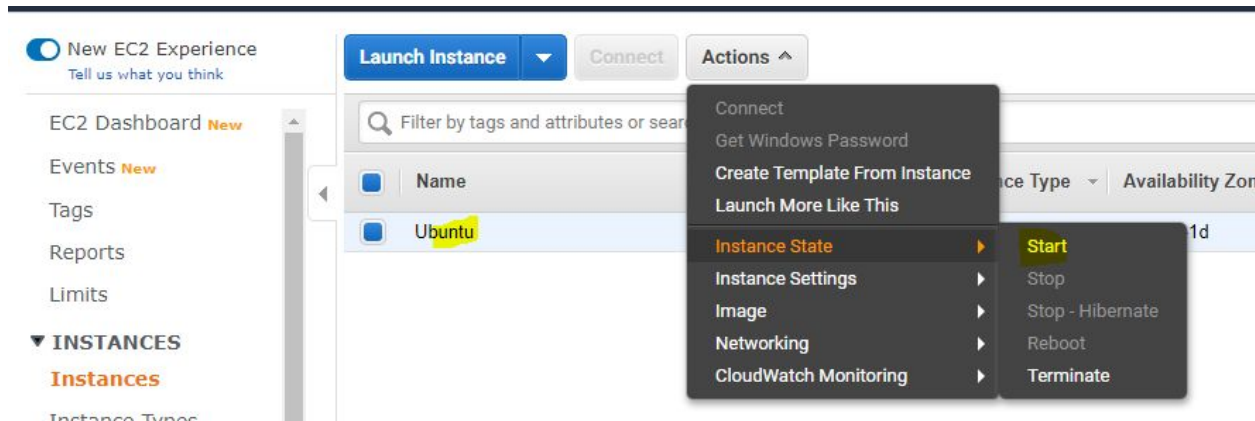 New EC2 Experience
Tell us what you think
EC2 Dashboard New
Events New
Tags
Reports
Limits
INSTANCES
Instances
Instance Types
Launch Instance
Connect
Actions
Filter by tags and attributes or sear
Name
ce Type
Availability Zon
Ubuntu
1d
Connect
Get Windows Password
Create Template From Instance
Launch More Like This
Instance State
Instance Settings
Image
Networking
CloudWatch Monitoring
Start
Stop
Stop - Hibernate
Reboot
Terminate